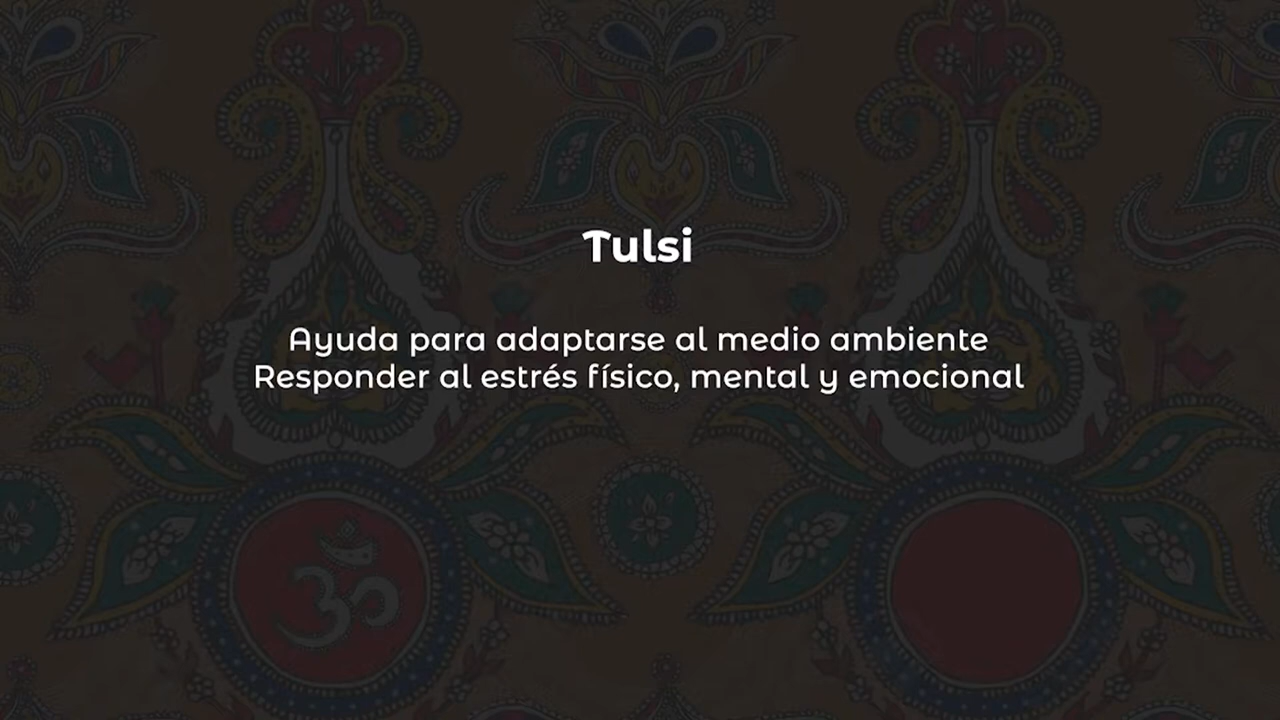 Tulsi
Ayuda para adaptarse al medio ambiente
Responder al estrés físico, mental y emocional
ॐ